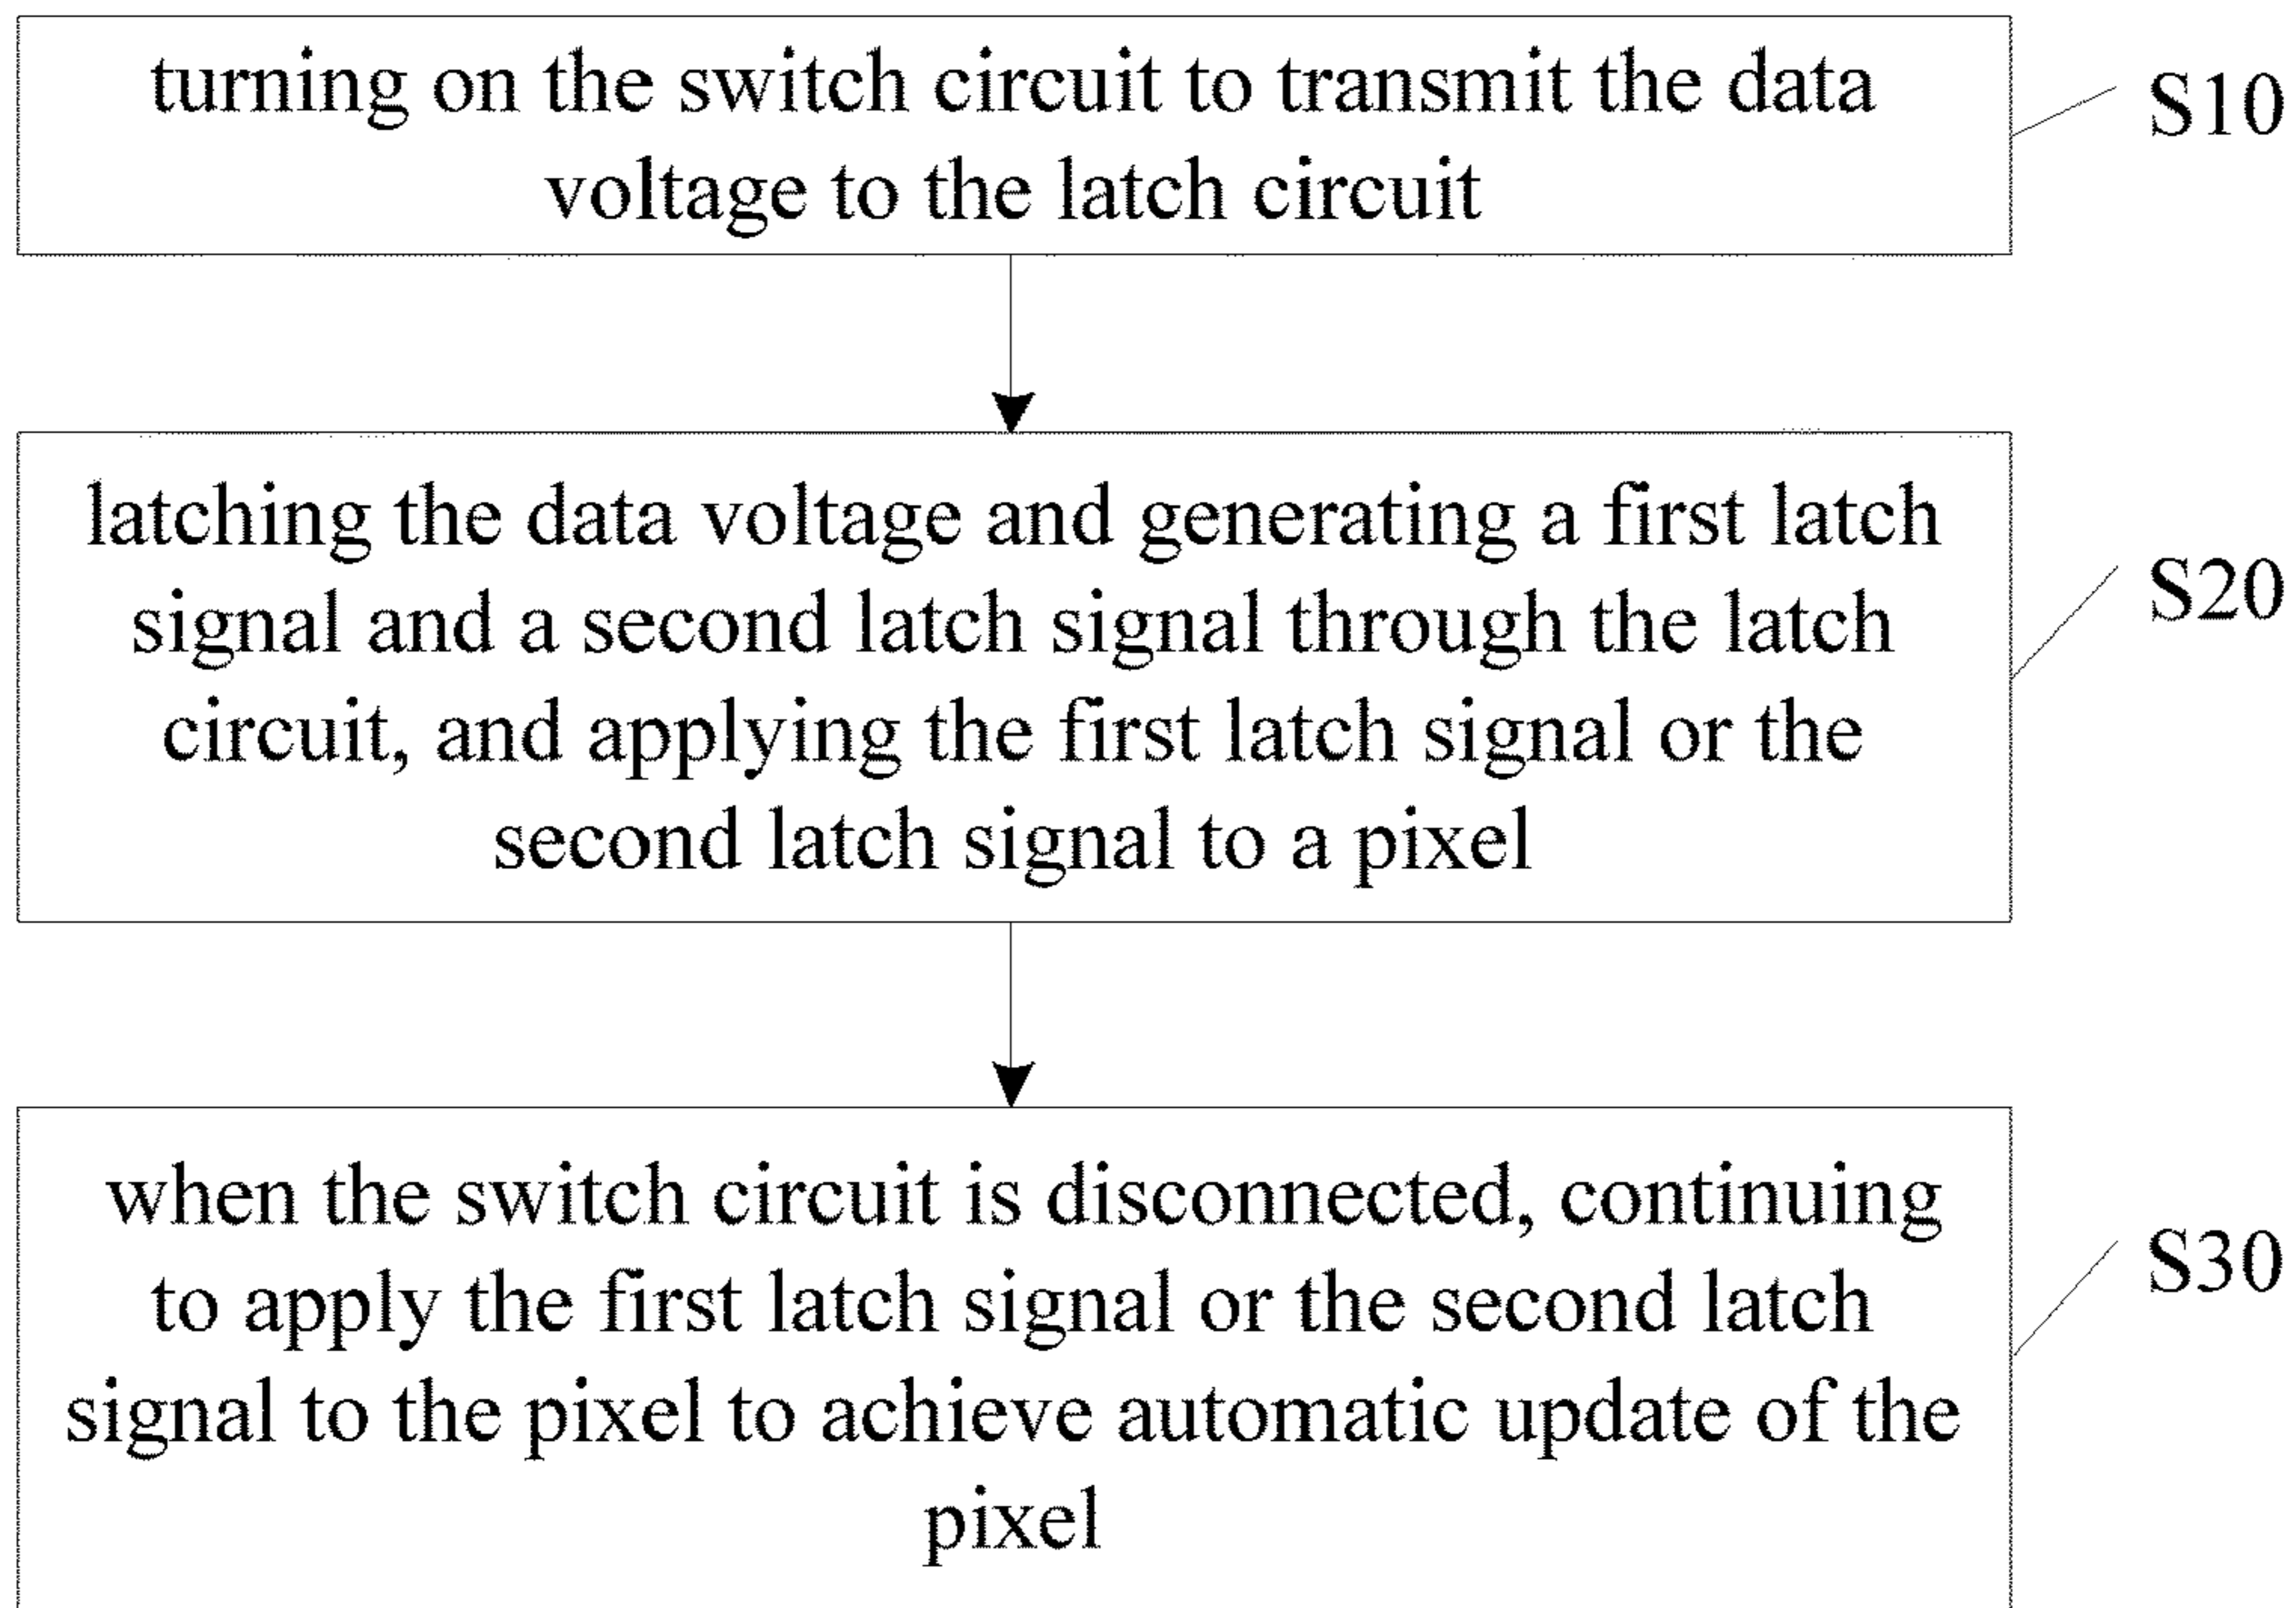 turning on the switch circuit to transmit the data
voltage to the latch circuit
S10
latching the data voltage and generating a first latch
signal and a second latch signal through the latch
circuit, and applying the first latch signal or the
second latch signal to a pixel
S20
when the switch circuit is disconnected, continuing
to apply the first latch signal or the second latch
signal to the pixel to achieve automatic update of the
pixel
S30